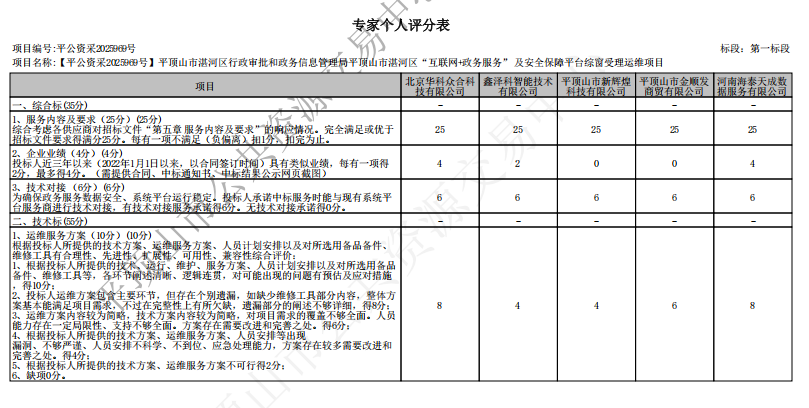 专家个人评分表
项目编号:平公资采2025969号 标段: 第一标段
项目名称:【平公资采2025969号】平顶山市湛河区行政审批和政务信息管理局平顶山市湛河区“互联网+政务服务” 及安全保障平台综窗受理运维项目
项目 北京华科众合科技有限公司 鑫泽科智能技术有限公司 平顶山市新辉煌科技有限公司 平顶山市金顺发商贸有限公司 河南海泰天成数据服务有限公司
一、综合标(35分) – – – – –
1、服务内容及要求（25分）(25分)
综合考虑各供应商对招标文件“第五章 服务内容及要求”的响应情况。完全满足或优于
招标文件要求得满分25分。每有一项不满足（负偏离）扣1分，扣完为止。
25 25 25 25 25
2、企业业绩（4分）(4分)
投标人近三年以来（2022年1月1日以来，以合同签订时间）具有类似业绩，每有一项得
2分，最多得4分。（需提供合同、中标通知书、中标结果公示网页截图）
4 2 0 0 4
3、技术对接 （6分）(6分)
为确保政务服务数据安全、系统平台运行稳定。投标人承诺中标服务时能与现有系统平
台服务商进行技术对接，有技术对接服务承诺得6分。无技术对接承诺得0分。
6 6 6 6 6
二、技术标(55分) – – – – –
1、运维服务方案（10分）(10分)
根据投标人所提供的技术方案、运维服务方案、人员计划安排以及对所选用备品备件、
维修工具有合理性、先进性、扩展性、可用性、兼容性综合评价:
1、根据投标人所提供的技术、运行、维护、服务方案、人员计划安排以及对所选用备品
备件、维修工具等，各环节阐述清晰、逻辑连贯，对可能出现的问题有预估及应对措施
，得10分；
2、投标人运维方案包含主要环节，但存在个别遗漏，如缺少维修工具部分内容，整体方
案基本能满足项目需求，不过在完整性上有所欠缺，遗漏部分的阐述不够详细，得8分；
3、运维方案内容较为简略，技术方案内容较为简略，对项目需求的覆盖不够全面。人员
能力存在一定局限性、支持不够全面。方案存在需要改进和完善之处。得6分；
4、根据投标人所提供的技术方案、运维服务方案、人员安排等出现
漏洞、不够严谨、人员安排不科学、不到位、应急处理能力，方案存在较多需要改进和
完善之处。得4分；
5、根据投标人所提供的技术方案、运维服务方案不可行得2分；
6、缺项0分。
8 4 4 6 8